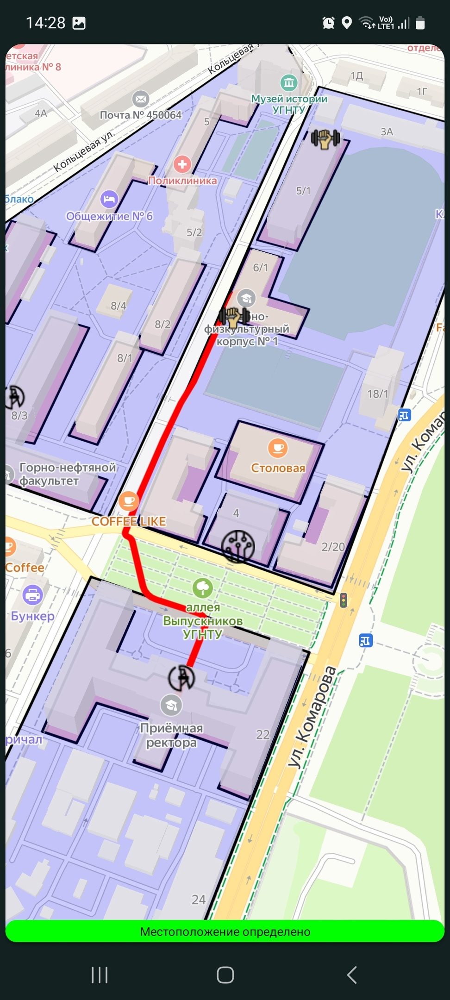 14:28
Vo))
LTE1
етская
линика № 8
отделе
Кольцевая у
1Д
1Г
Музей истории
УГНТУ
4А
Почта № 450064
5
3А
Кольцевая ул.
Поликлиника
5/1
блако
Общежитие № 6
К
5/2
6/1
8/4
8/2
но-
физкультурный
корпус № 1
Fa
8/1
18/1
8/3
ул. Комар
Столовая
Горно-нефтяной
факультет
COFFEE LIKE
4
2/20
Coffee
аллея
Выпускников
УГНТУ
Бункер
6
ул. Комарова
Приёмная
ректора
22
ричал
24
Местоположение определено